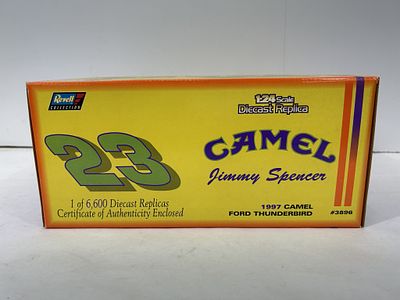 Revell
COLLECTION
1:24 Scale
Diecast Replica
23
CAMEL
Jimmy Spencer
1 of 6,600 Diecast Replicas
Certificate of Authenticity Enclosed
1997 CAMEL
FORD THUNDERBIRD
#3896